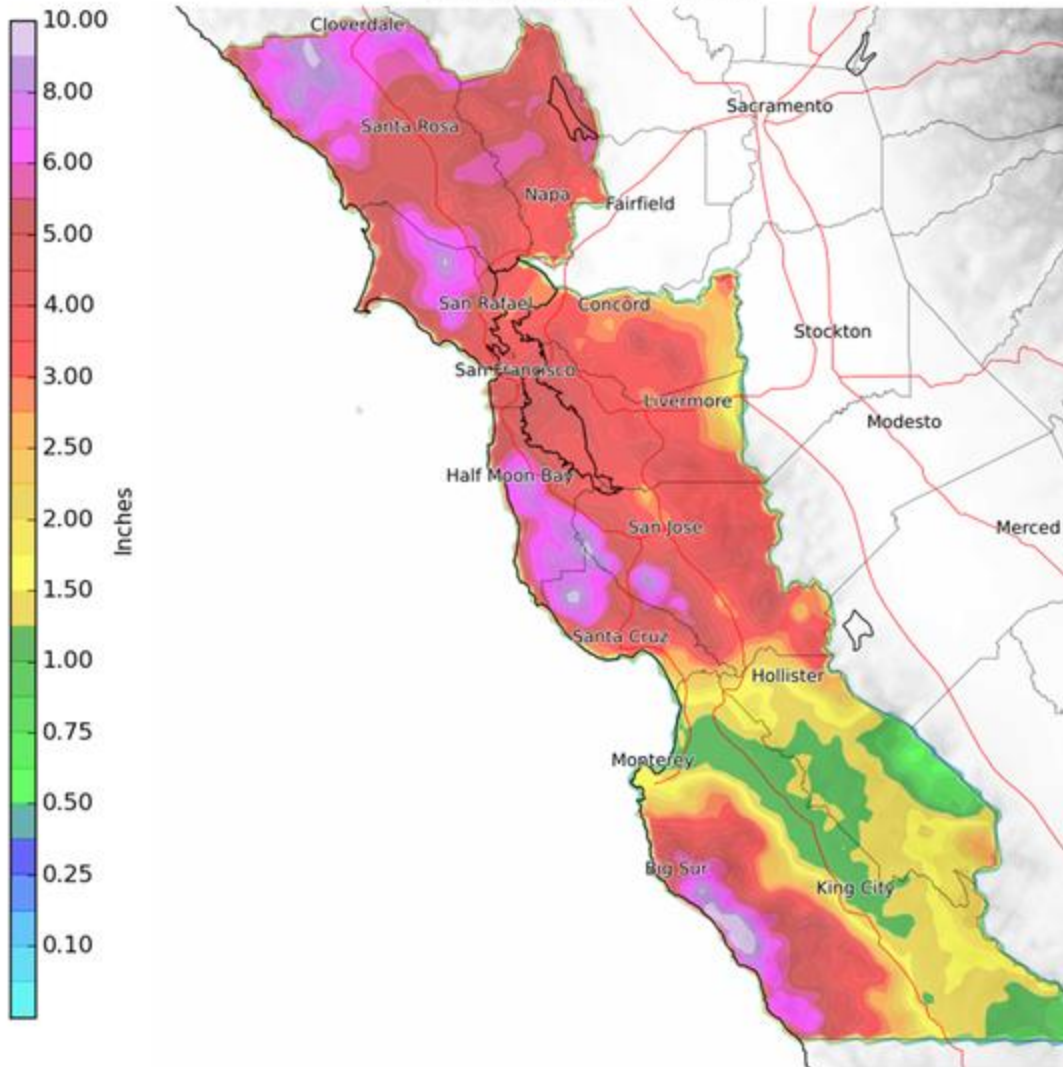 10.00
8.00
6.00
5.00
4.00
3.00
2.50
2.00
1.50
1.00
0.75
0.50
0.25
0.10
Inches
Cloverdale
Sacramento
Santa Rosa
Napa
Fairfield
San Rafael
Concord
Stockton
San Francisco
Livermore
Modesto
Half Moon Bay
San Jose
Merced
Santa Cruz
Hollister
Monterey
Big Sur
King City